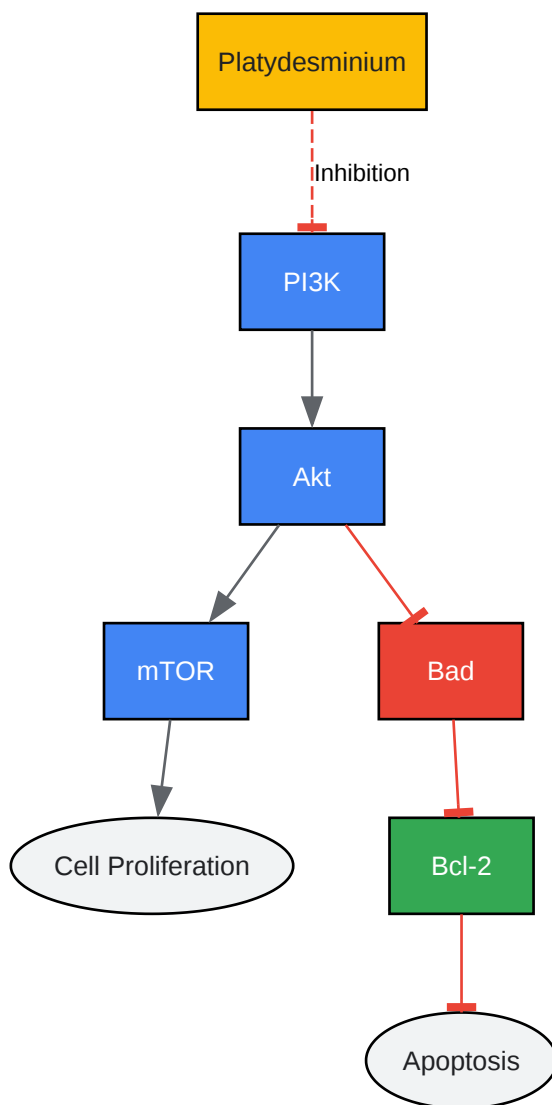 Platydesminium
Inhibition
PI3K
Akt
mTOR
Bad
Cell Proliferation
Bcl-2
Apoptosis